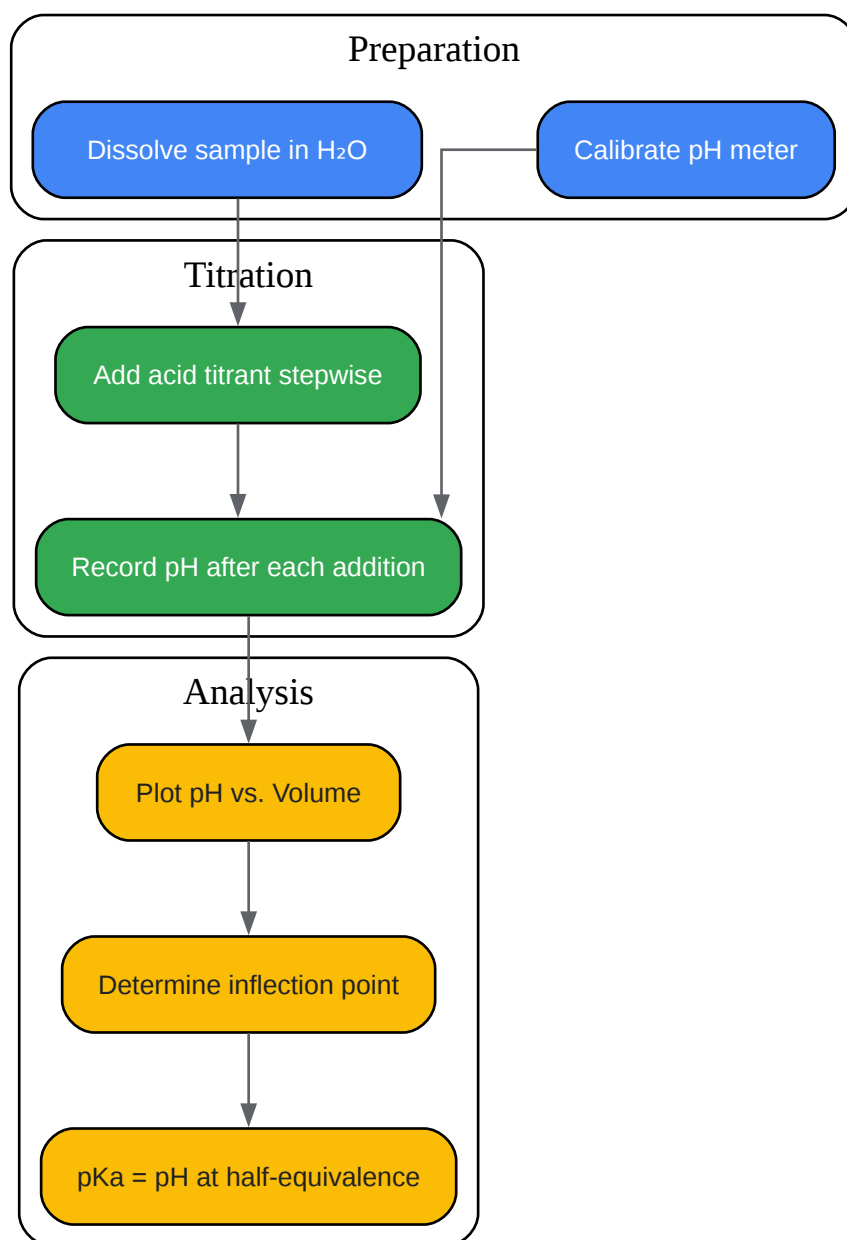 Preparation
Dissolve sample in H₂O
Calibrate pH meter
Titration
Add acid titrant stepwise
Record pH after each addition
Analysis
Plot pH vs. Volume
Determine inflection point
pKa = pH at half-equivalence